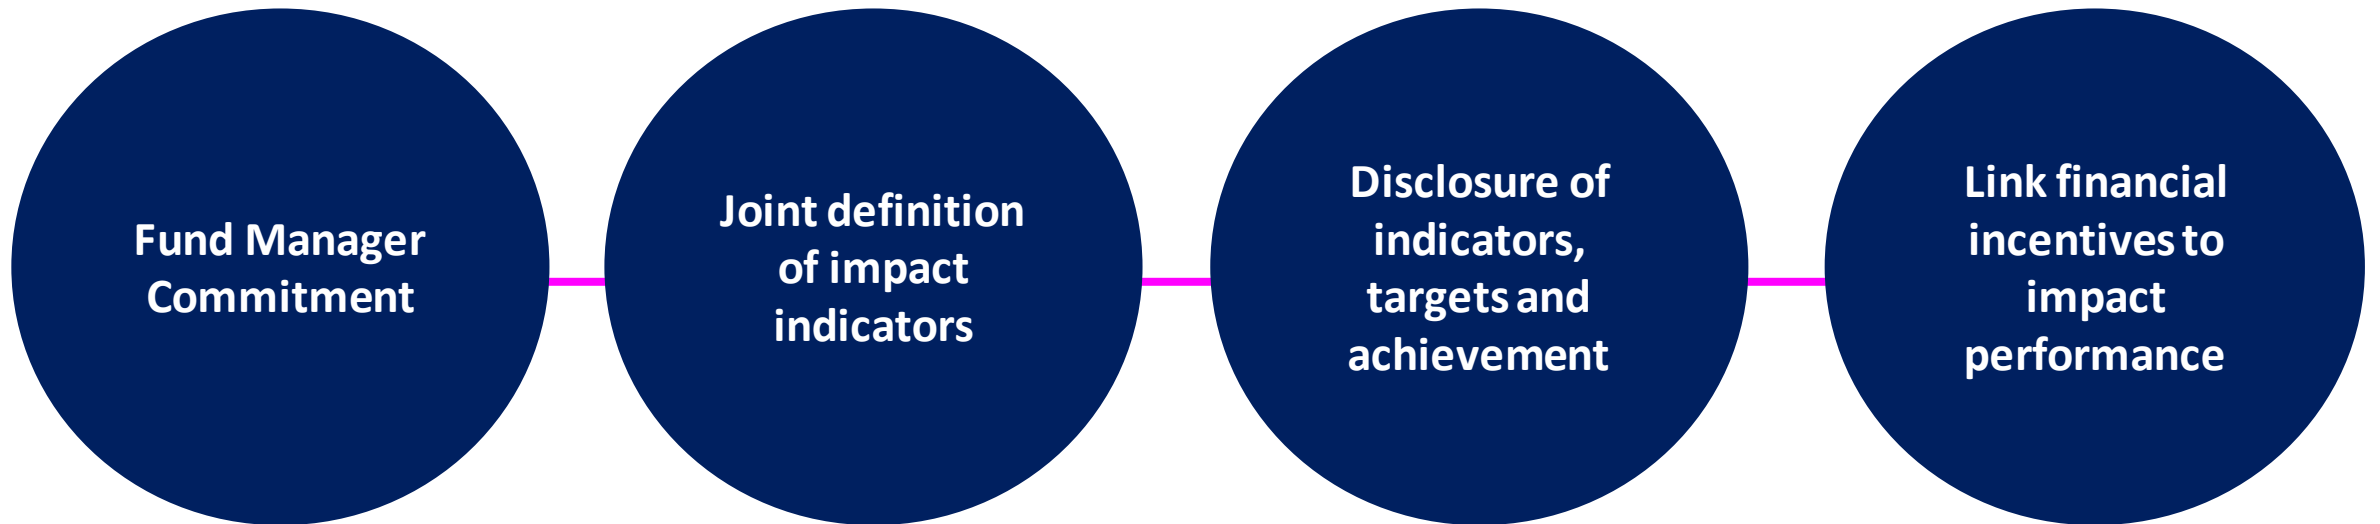 Fund Manager
Commitment
Joint definition
of impact
indicators
Disclosure of
indicators,
targets and
achievement
Link financial
incentives to
impact
performance